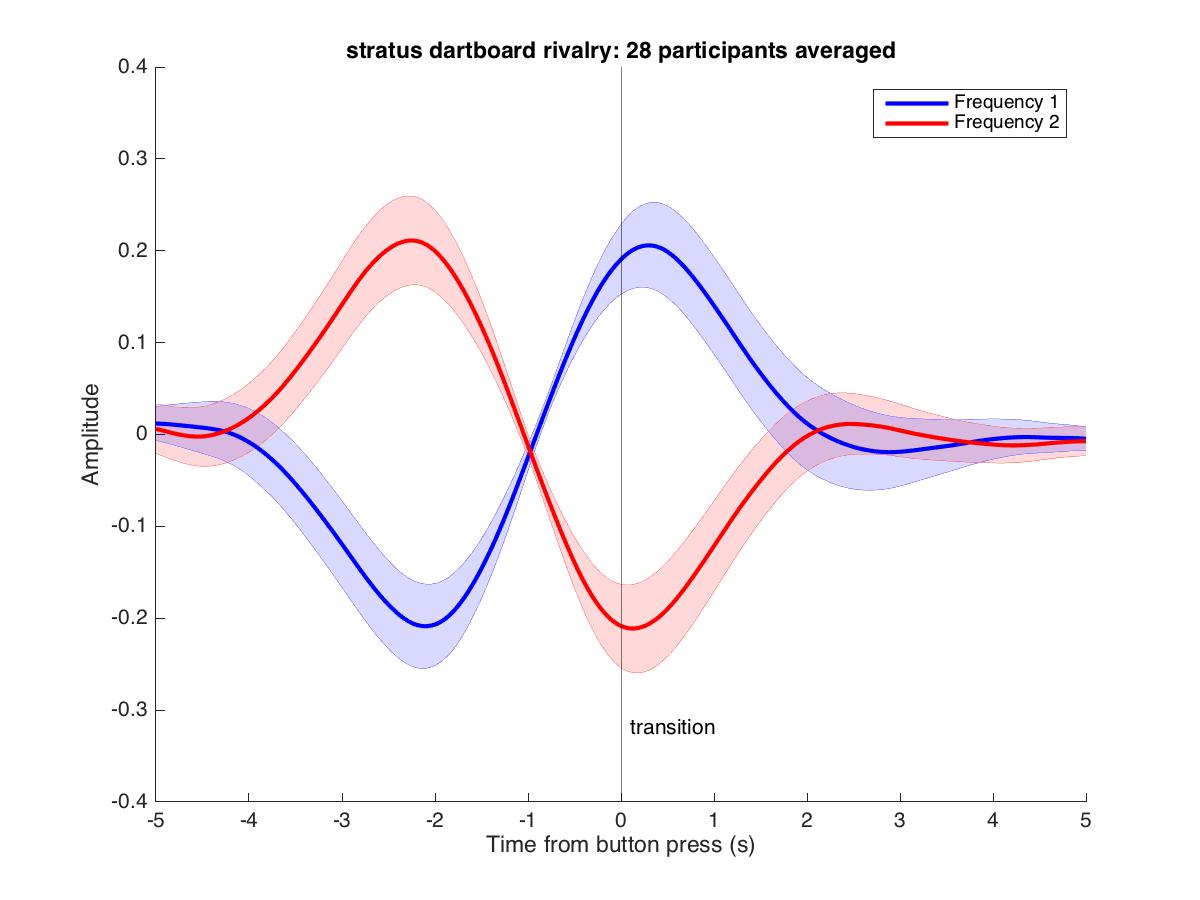 stratus dartboard rivalry: 28 participants averaged
0.4
0.3
0.2
0.1
0
-0.1
-0.2
-0.3
-0.4
Amplitude
Frequency 1
Frequency 2
transition
-5 -4 -3 -2 -1 0 1 2 3 4 5
Time from button press (s)